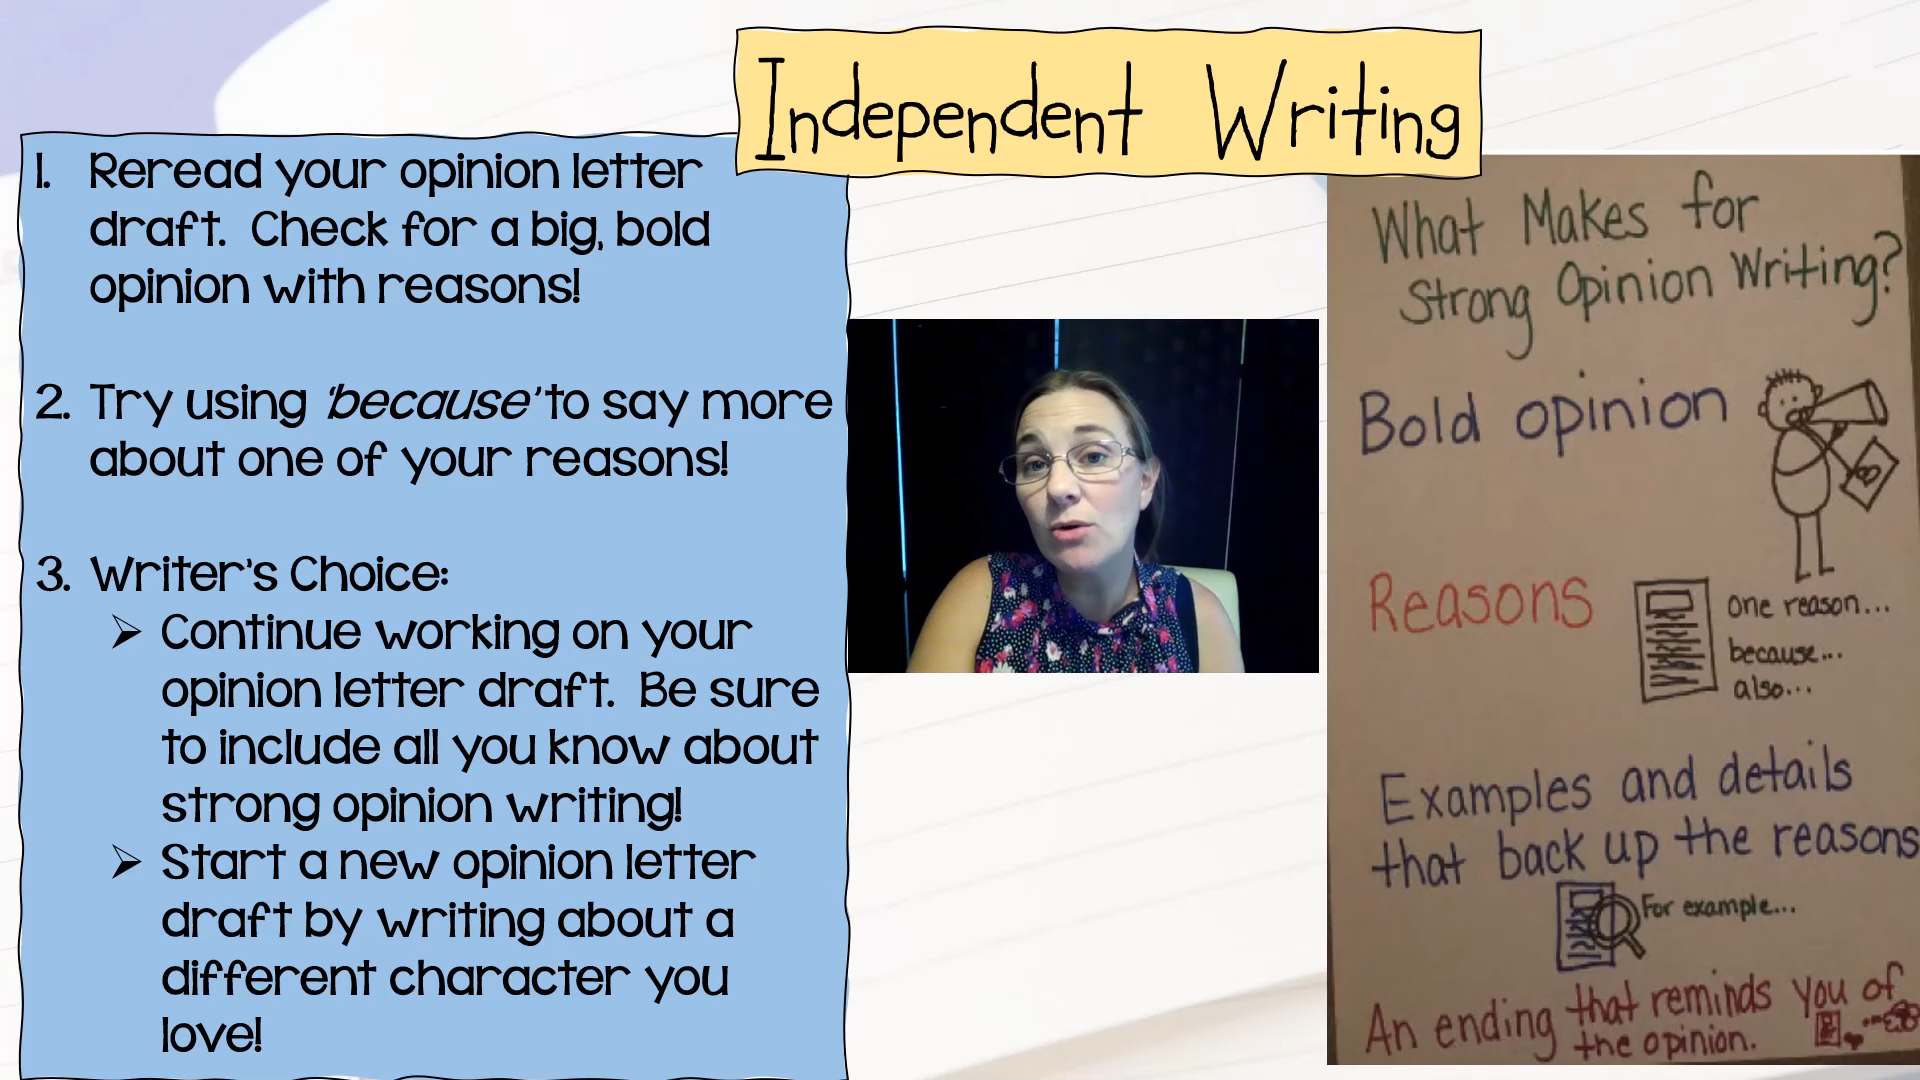 Independent Writing
1. Reread your opinion letter
draft. Check for a big, bold
opinion with reasons!
2. Try using 'because' to say more
about one of your reasons!
3. Writer's Choice:
➢ Continue working on your
opinion letter draft. Be sure
to include all you know about
strong opinion writing!
➢ Start a new opinion letter
draft by writing about a
different character you
love!
What Makes for
Strong Opinion Writing?
Bold opinion
Reasons
One reason...
because...
also...
Examples and details
that back up the reasons
For example...
An ending that reminds you of
the opinion.